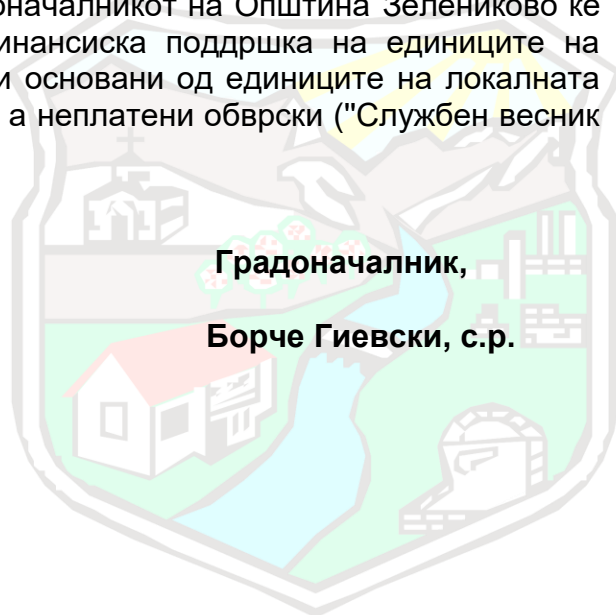 оначалникот на Општина Зелениково ќе
инансиска поддршка на единиците на
и основани од единиците на локалната
а неплатени обврски ("Службен весник
Градоначалник,
Борче Гиевски, с.р.